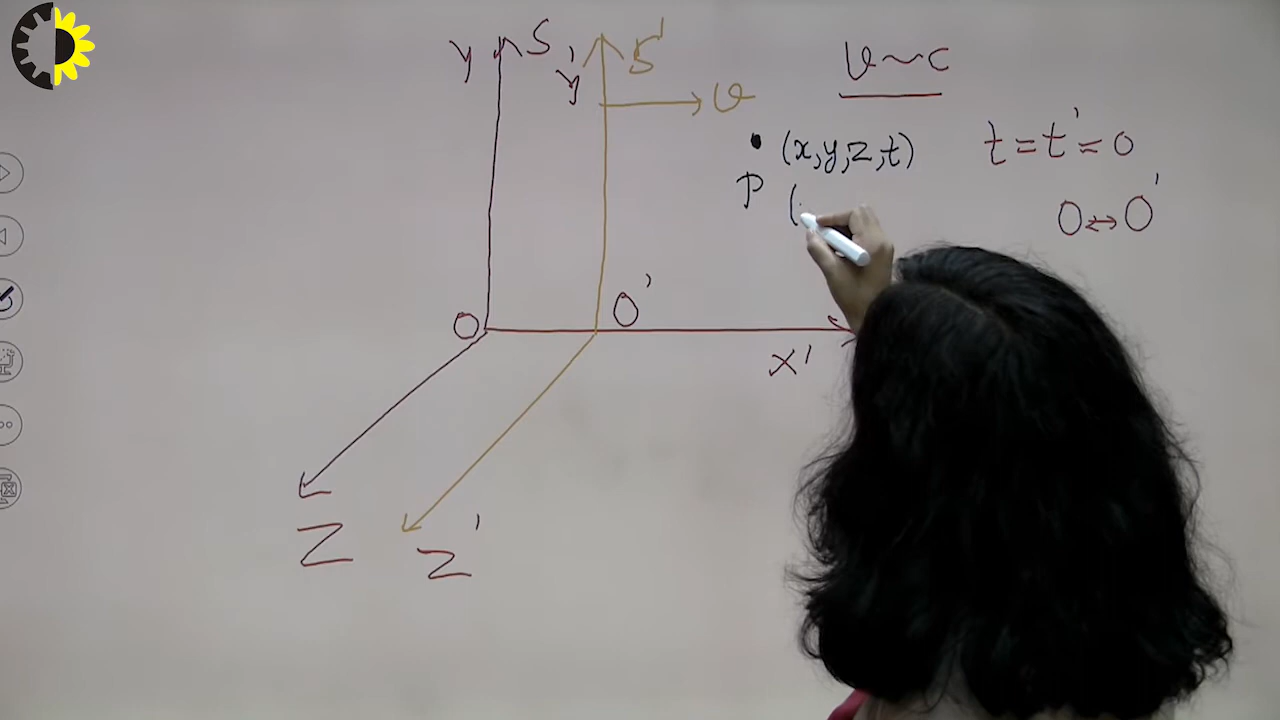 y S
y' S'
v
v ~ c
• (x, y, z, t)
P (
t = t' = 0
O ↔ O'
O O'
x'
z z'